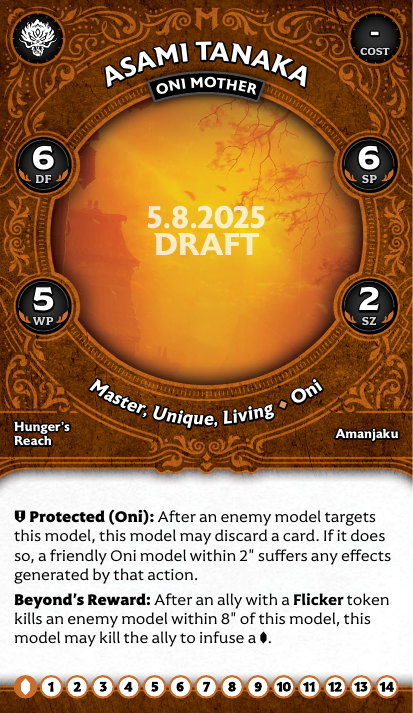 ASAMI TANAKA
ONI MOTHER
-
COST
6
DF
6
SP
5.8.2025
DRAFT
5
WP
2
SZ
Master, Unique, Living ♦ Oni
Hunger's
Reach
Amanjaku
Protected (Oni): After an enemy model targets
this model, this model may discard a card. If it does
so, a friendly Oni model within 2" suffers any effects
generated by that action.
Beyond's Reward: After an ally with a Flicker token
kills an enemy model within 8" of this model, this
model may kill the ally to infuse a .
1 2 3 4 5 6 7 8 9 10 11 12 13 14